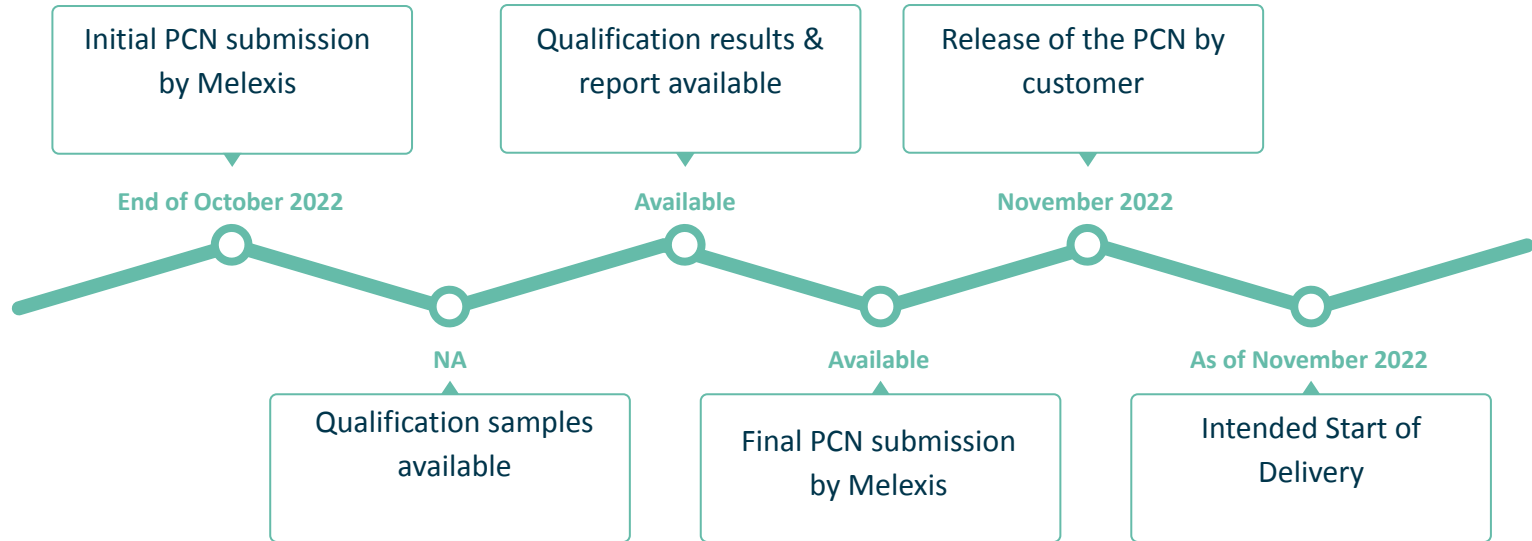 Initial PCN submission
by Melexis
Qualification results &
report available
Release of the PCN by
customer
End of October 2022
Available
November 2022
NA
Available
As of November 2022
Qualification samples
available
Final PCN submission
by Melexis
Intended Start of
Delivery